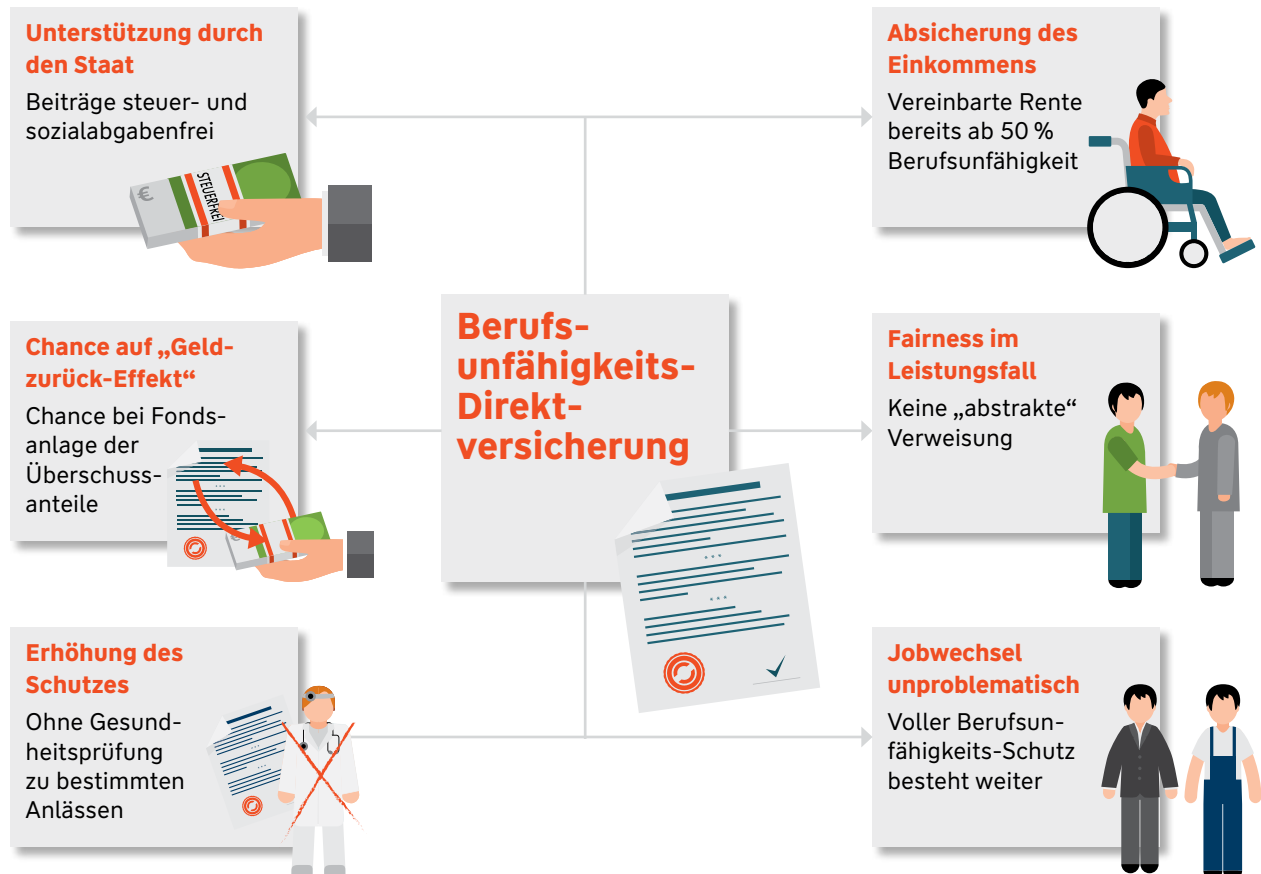 Unterstützung durch
den Staat
Beiträge steuer- und
sozialabgabenfrei
€
STEUERFREI
Absicherung des
Einkommens
Vereinbarte Rente
bereits ab 50 %
Berufsunfähigkeit
Chance auf „Geld-
zurück-Effekt“
Chance bei Fonds-
anlage der
Überschuss-
anteile
€
Berufs-
unfähigkeits-
Direkt-
versicherung
Fairness im
Leistungsfall
Keine „abstrakte“
Verweisung
Erhöhung des
Schutzes
Ohne Gesund-
heitsprüfung
zu bestimmten
Anlässen
Jobwechsel
unproblematisch
Voller Berufsun-
fähigkeits-Schutz
besteht weiter